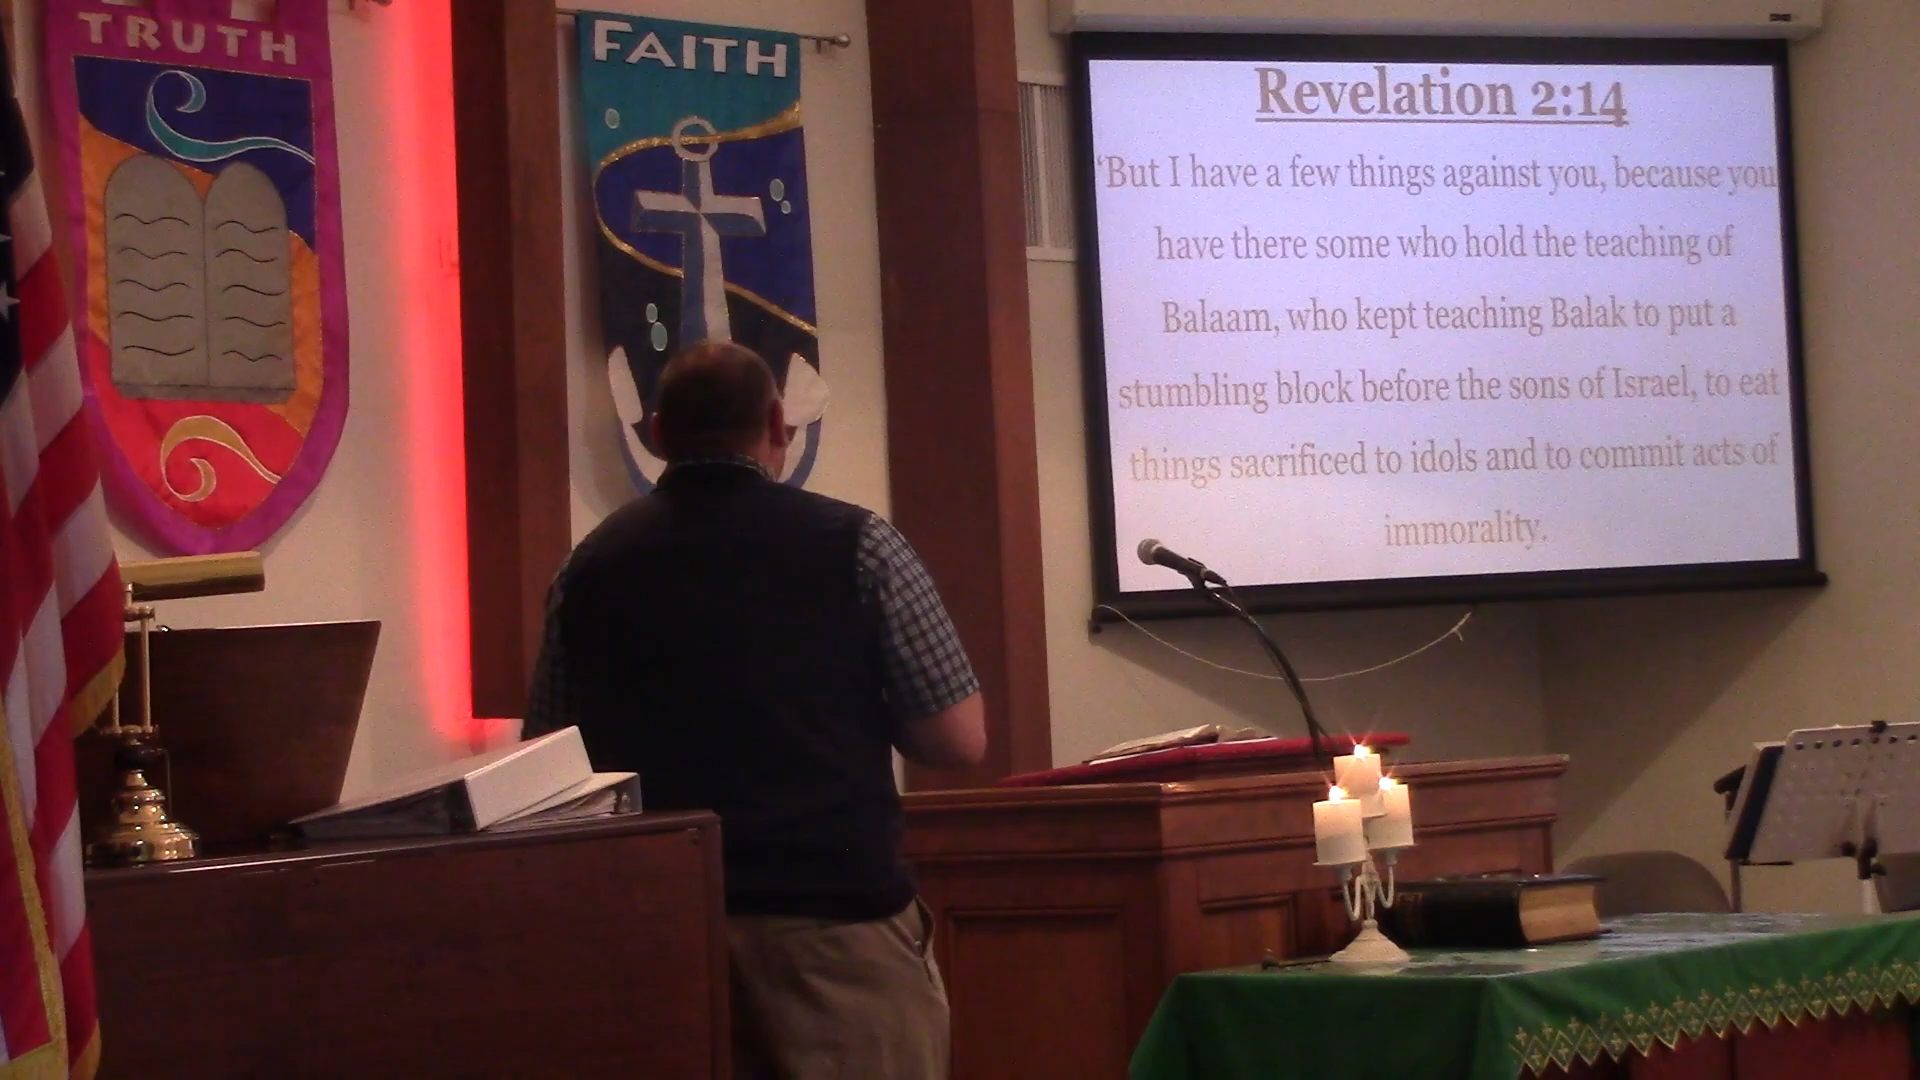 TRUTH
FAITH
Revelation 2:14
‘But I have a few things against you, because you
have there some who hold the teaching of
Balaam, who kept teaching Balak to put a
stumbling block before the sons of Israel, to eat
things sacrificed to idols and to commit acts of
immorality.